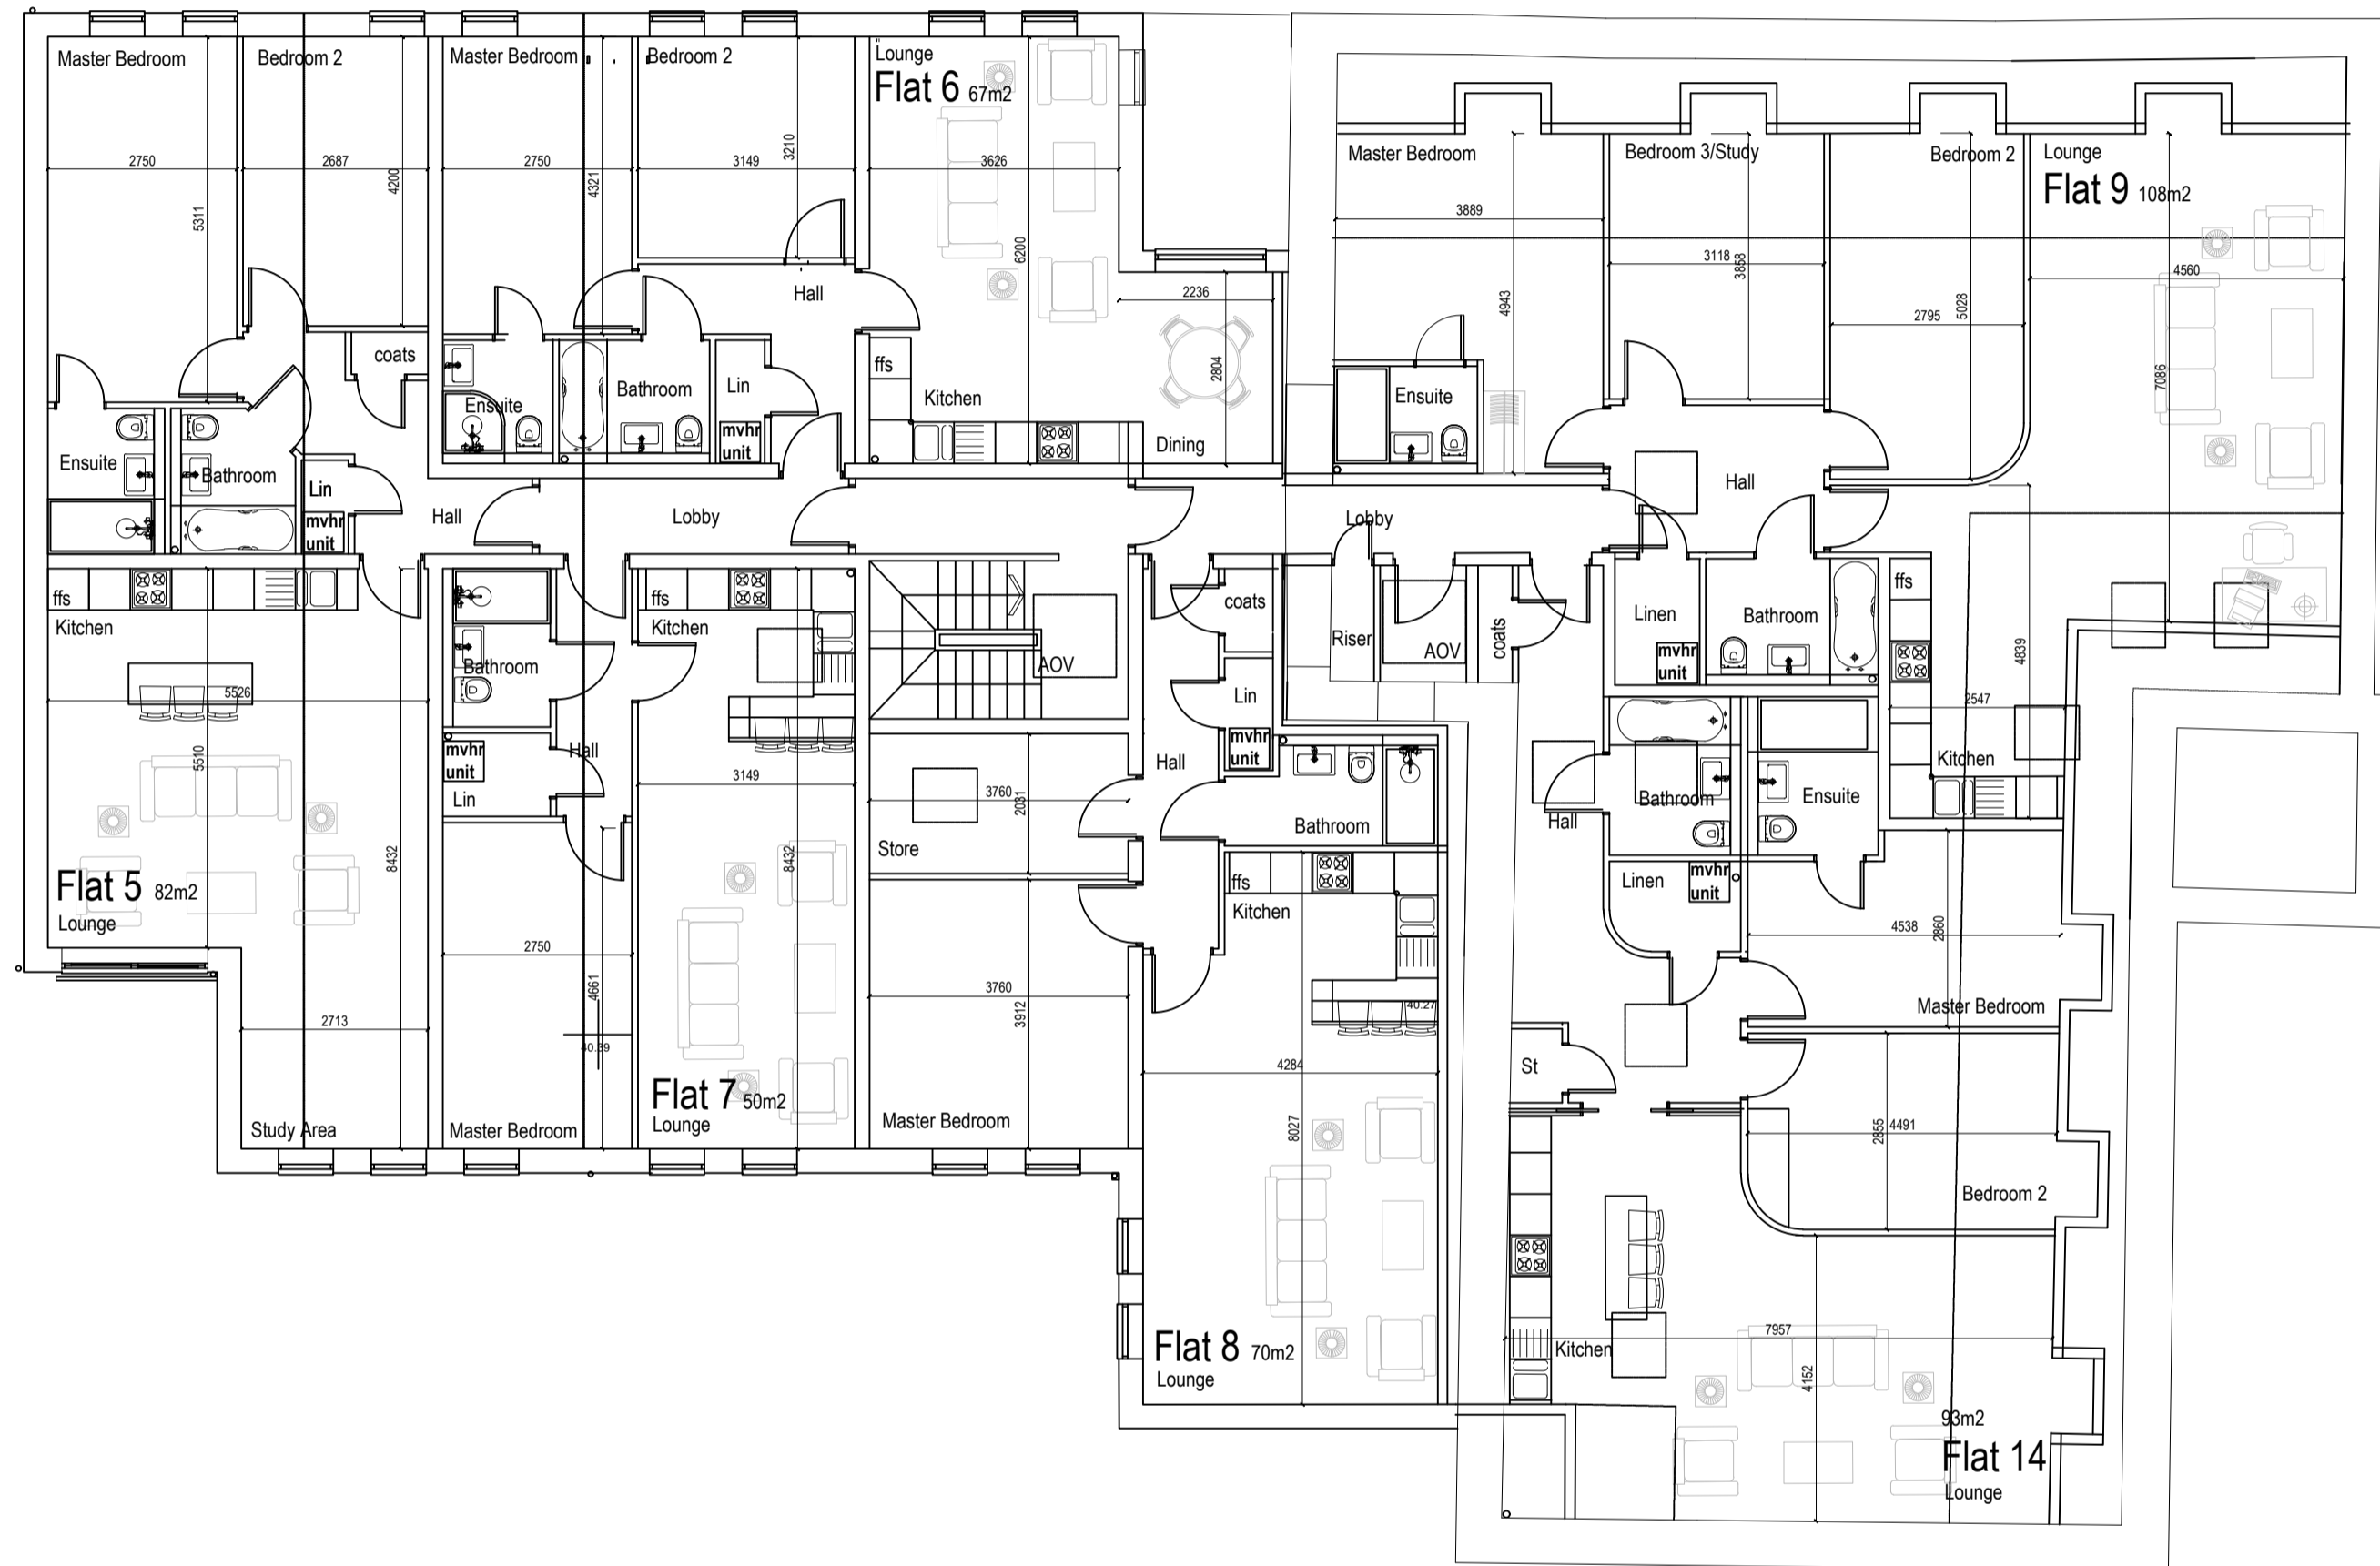 Master Bedroom
Bedroom 2
2750
2687
5311
4200
coats
Ensuite
Bathroom
Lin
mvhr
unit
Hall
ffs
Kitchen
5526
5510
8432
Flat 5 82m2
Lounge
2713
Study Area
Master Bedroom
Bedroom 2
2750
3149
4321
3210
Hall
Ensuite
Bathroom
Lin
mvhr
unit
Lounge
Flat 6 67m2
3626
6200
2236
2804
ffs
Kitchen
Dining
Lobby
Bathroom
mvhr
unit
Lin
Hall
2750
4661
40.39
Master Bedroom
ffs
Kitchen
3149
8432
Flat 7 50m2
Lounge
AOV
3760
2031
Store
3760
3912
Master Bedroom
coats
Lin
mvhr
unit
Hall
Bathroom
ffs
Kitchen
40.27
4284
8027
Flat 8 70m2
Lounge
Lobby
Riser
AOV
coats
Master Bedroom
3889
4943
Ensuite
Bedroom 3/Study
3118
3858
Bedroom 2
2795
5028
Lounge
Flat 9 108m2
4560
7086
Hall
Linen
mvhr
unit
Bathroom
ffs
4839
2547
Kitchen
Hall
Bathroom
Ensuite
Linen
mvhr
unit
4538
2860
Master Bedroom
St
2855
4491
Bedroom 2
Kitchen
7957
4152
93m2
Flat 14
Lounge